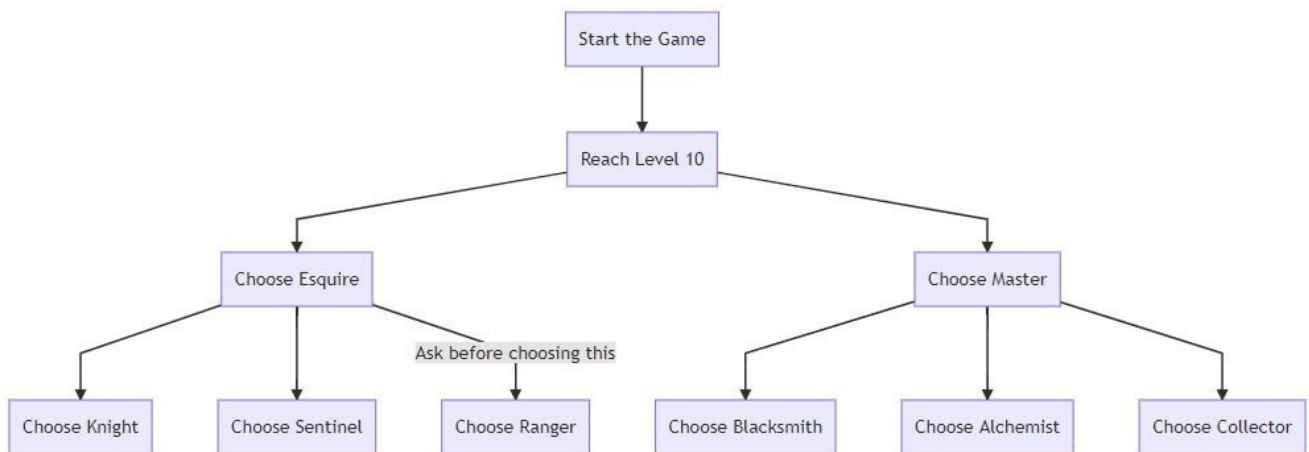 Start the Game
Reach Level 10
Choose Esquire
Choose Master
Ask before choosing this
Choose Knight
Choose Sentinel
Choose Ranger
Choose Blacksmith
Choose Alchemist
Choose Collector